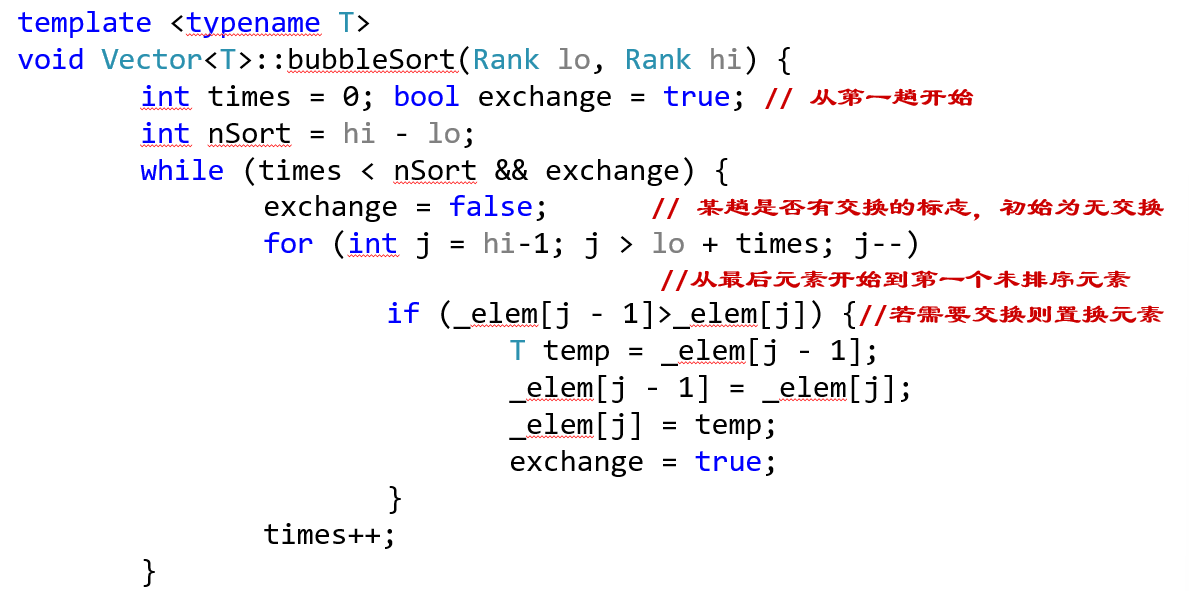 template <typename T>
void Vector<T>::bubbleSort(Rank lo, Rank hi) {
int times = 0; bool exchange = true; // 从第一趟开始
int nSort = hi - lo;
while (times < nSort && exchange) {
exchange = false; // 某趟是否有交换的标志，初始为无交换
for (int j = hi-1; j > lo + times; j--)
//从最后元素开始到第一个未排序元素
if (_elem[j - 1]>_elem[j]) {//若需要交换则置换元素
T temp = _elem[j - 1];
_elem[j - 1] = _elem[j];
_elem[j] = temp;
exchange = true;
}
times++;
}